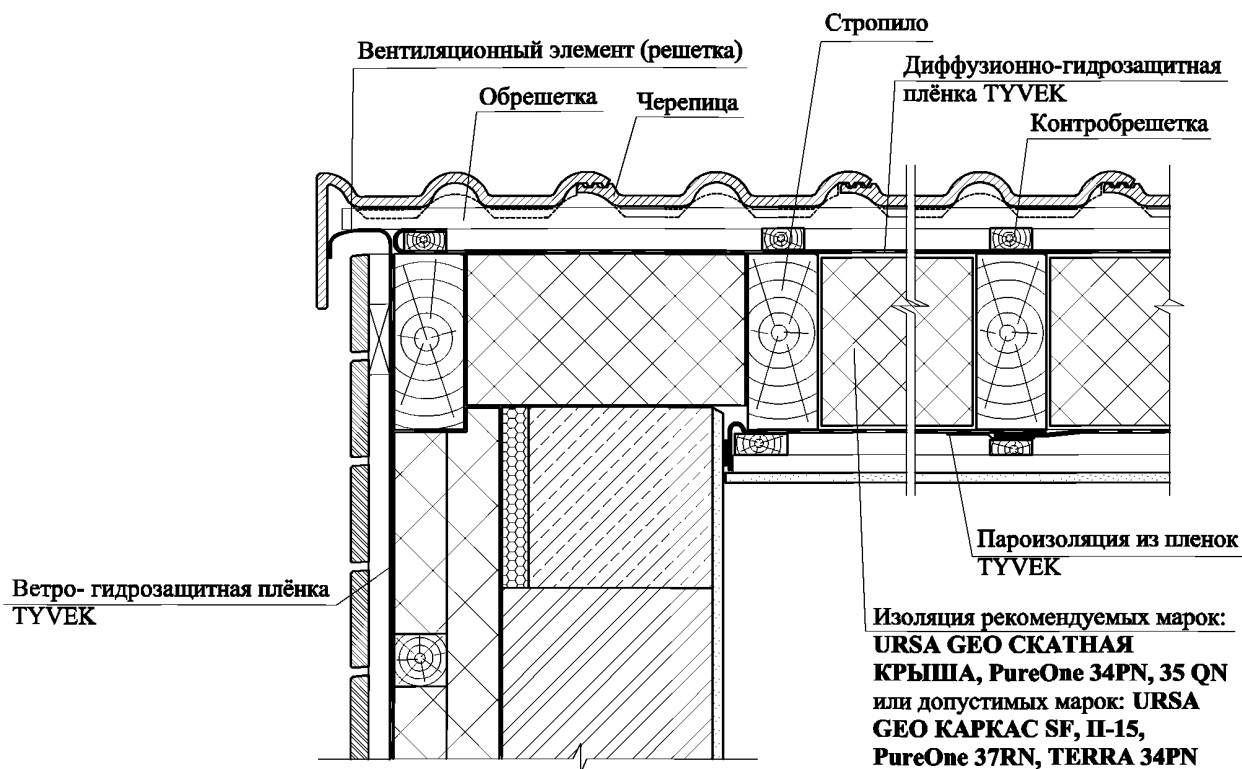 Стропило
Вентиляционный элемент (решетка)
Диффузионно-гидрозащитная
плёнка TYVEK
Обрешетка
Черепица
Контробрешетка
Пароизоляция из пленок
TYVEK
Ветро- гидрозащитная плёнка
TYVEK
Изоляция рекомендуемых марок:
URSA GEO СКАТНАЯ
КРЫША, PureOne 34PN, 35 QN
или допустимых марок: URSA
GEO КАРКАС SF, П-15,
PureOne 37RN, TERRA 34PN